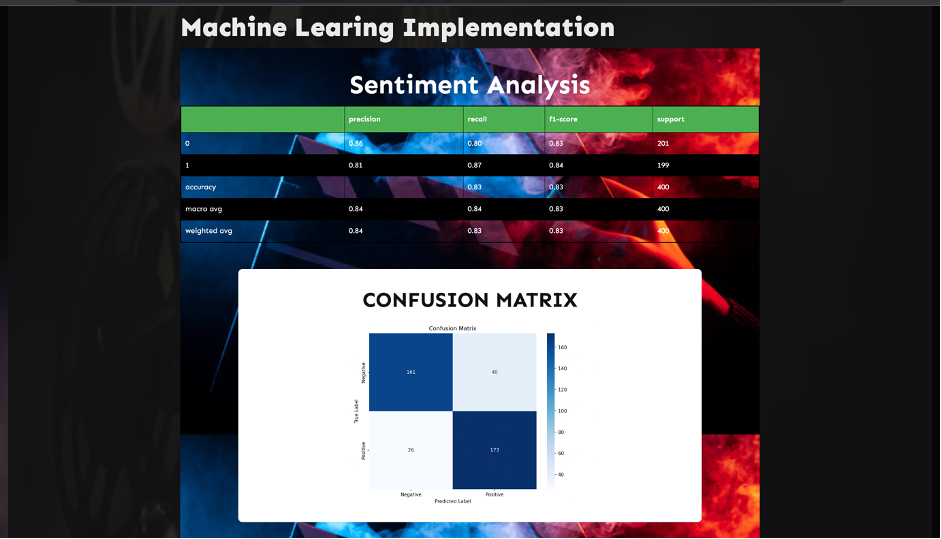 Machine Learing Implementation
Sentiment Analysis
precision recall f1-score support
0 0.86 0.80 0.83 201
1 0.81 0.87 0.84 199
accuracy 0.83 0.83 400
macro avg 0.84 0.84 0.83 400
weighted avg 0.84 0.83 0.83 400
CONFUSION MATRIX
Confusion Matrix
True Label
Negative
161 40
Positive
26 173
Negative Positive
Predicted Label
160
140
120
100
80
60
40